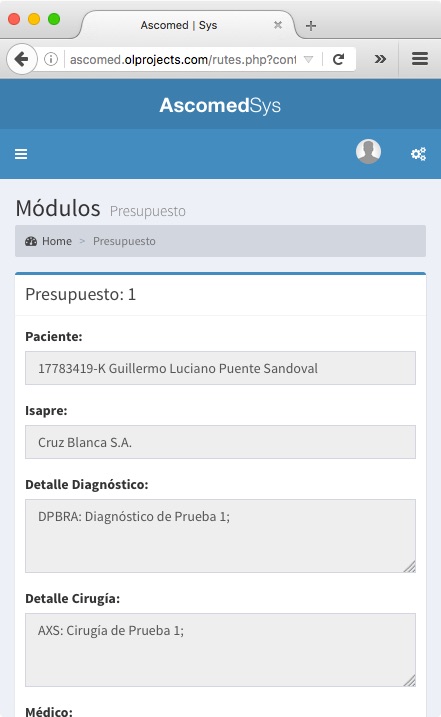 Ascomed | Sys
ascomed.olprojects.com/rutes.php?cont
AscomedSys
Módulos Presupuesto
Home > Presupuesto
Presupuesto: 1
Paciente:
17783419-K Guillermo Luciano Puente Sandoval
Isapre:
Cruz Blanca S.A.
Detalle Diagnóstico:
DPBRA: Diagnóstico de Prueba 1;
Detalle Cirugía:
AXS: Cirugía de Prueba 1;
Médico: